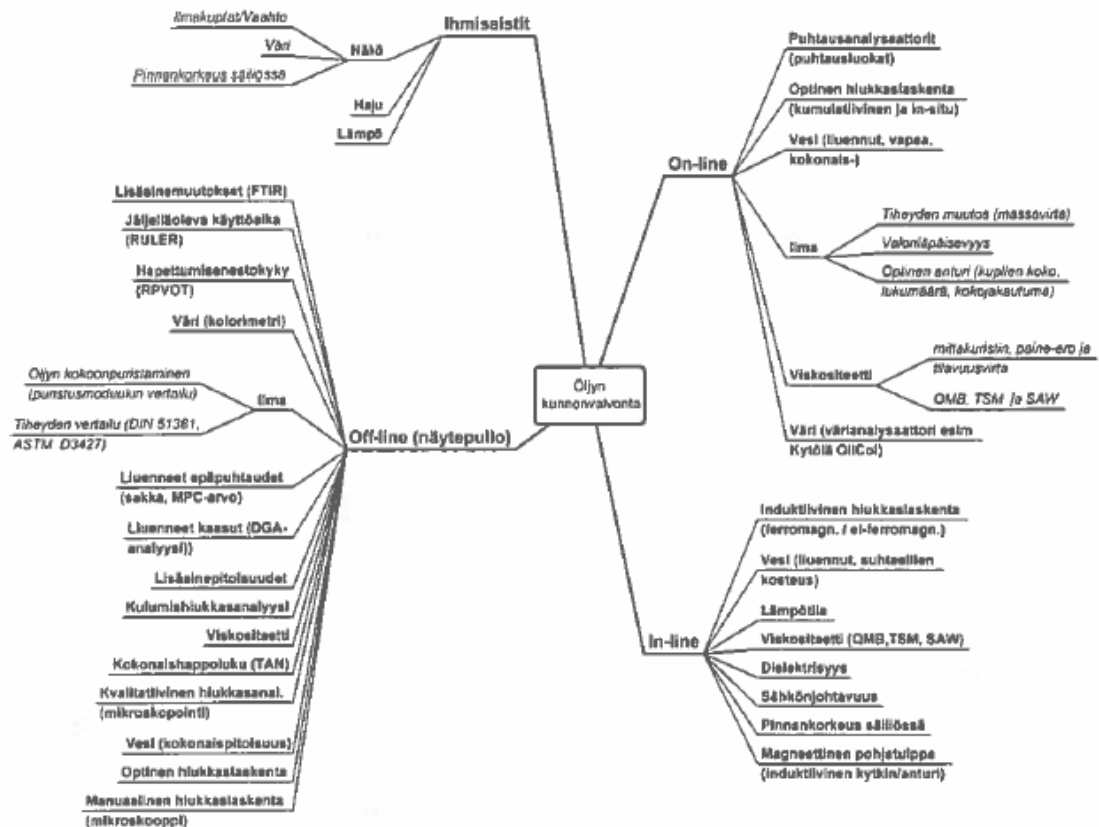 Ihmisaistit
Näkö
Ilmakuplat/Vaahto
Väri
Pinnankorkeus säiliössä
Haju
Lämpö
On-line
Puhtausanalysaattorit
(puhtausluokat)
Optinen hiukkaslaskenta
(kumulatiivinen ja in-situ)
Vesi (liuennut, vapaa,
kokonais-)
Ilma
Tiheyden muutos (massavirta)
Valonläpäisevyys
Optinen anturi (kuplien koko,
lukumäärä, kokojakautuma)
Viskositeetti
mittakuristin, paine-ero ja
tilavuusvirta
QMB, TSM ja SAW
Väri (värianalysaattori esim
Kytölä OilCol)
Öljyn
kunnonvalvonta
Off-line (näytepullo)
Lisäainemuutokset (FTIR)
Jäljelläoleva käyttöaika
(RULER)
Hapettumisenestokyky
(RPVOT)
Väri (kolorimetri)
Ilma
Öljyn kokoonpuristaminen
(puristusmoduulin vertailu)
Tiheyden vertailu (DIN 51381,
ASTM D3427)
Liuenneet epäpuhtaudet
(sakka, MPC-arvo)
Liuenneet kaasut (DGA-
analyysi))
Lisäainepitoisuudet
Kulumishiukkasanalyysi
Viskositeetti
Kokonaishappoluku (TAN)
Kvalitatiivinen hiukkasanal.
(mikroskopointi)
Vesi (kokonaispitoisuus)
Optinen hiukkaslaskenta
Manuaalinen hiukkaslaskenta
(mikroskooppi)
In-line
Induktiivinen hiukkaslaskenta
(ferromagn. / ei-ferromagn.)
Vesi (liuennut, suhteellinen
kosteus)
Lämpötila
Viskositeetti (QMB,TSM, SAW)
Dielektrisyys
Sähkönjohtavuus
Pinnankorkeus säiliössä
Magneettinen pohjatulppa
(induktiivinen kytkin/anturi)